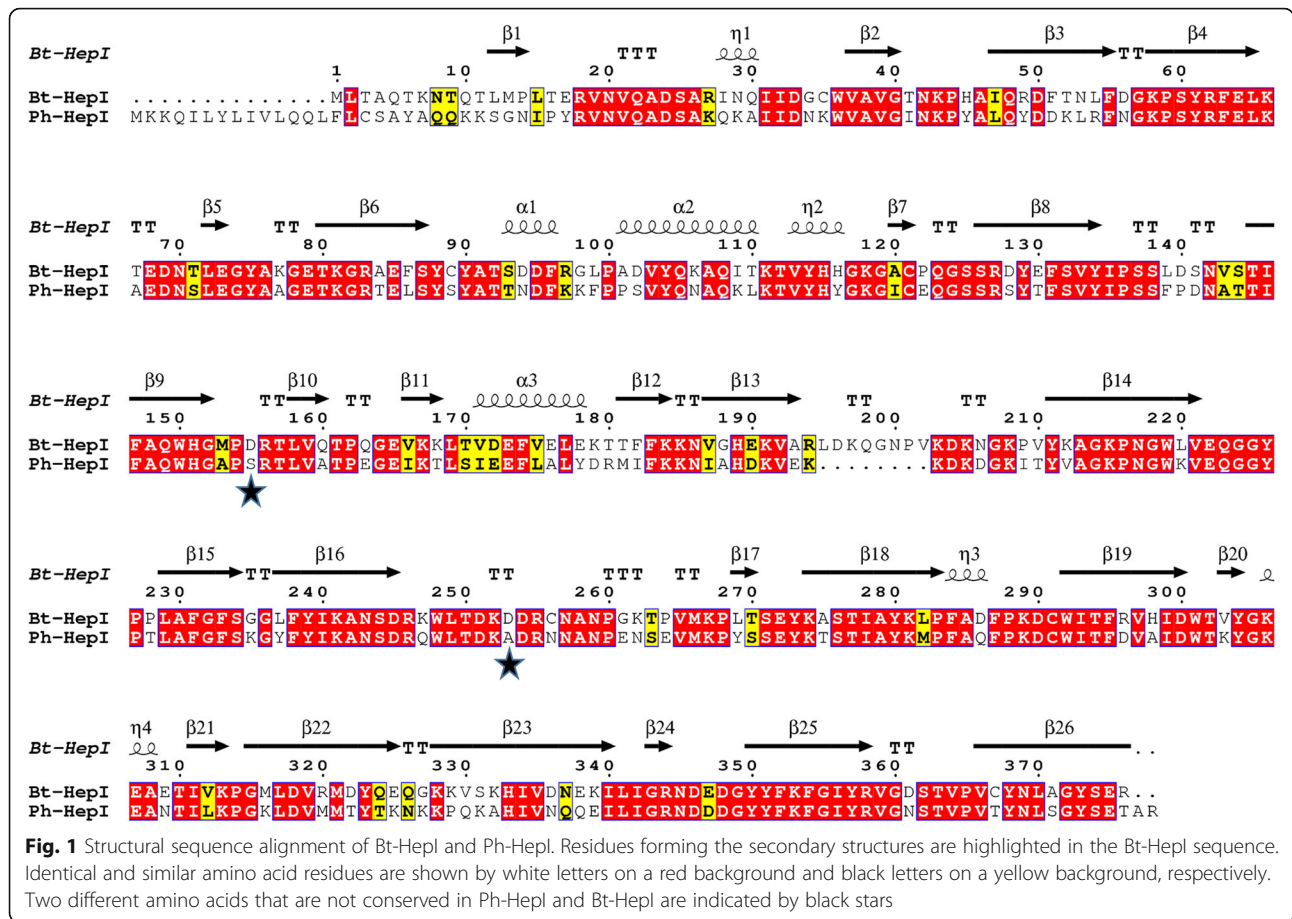 β1 η1 β2 β3 β4
Bt-HepI TTT TT
1 10 20 30 40 50 60
Bt-HepI ..............MLTAQTKNTQTLMPLTERVNVQADSARINQIIDGCWVAVGTNKPHAIQRDFTNLFDGKPSYRFELK
Ph-HepI MKKQILYLIVLQQLFLCSAYAQQKKSGNIPYRVNVQADSAKQKAIIDNKWVAVGINKPYALQYDDKLRFNGKPSYRFELK
β5 β6 α1 α2 η2 β7 β8
Bt-HepI TT TT TT TT TT
70 80 90 100 110 120 130 140
Bt-HepI TEDNTLEGYAKGETKGRAEFSYCYATSDDFRGLPADVYQKAQITKTVYHHGKGACPQGSSRDYEFSVYIPSSLDSNVSTI
Ph-HepI AEDNSLEGYAAGETKGRTELSYSYATTNDFKKFPPSVYQNAQKLKTVYHYGKGICEQGSSRSYTFSVYIPSSFPDNATTI
β9 β10 β11 α3 β12 β13 β14
Bt-HepI TT TT TT TT TT
150 160 170 180 190 200 210 220
Bt-HepI FAQWHGMPDRTLVQTPQGEVKKLTVDEFVELEKTTFFKKNVGHEKVARLDKQGNPVKDKNGKPVYKAGKPNGWLVEQGGY
Ph-HepI FAQWHGAPSRTLVATPEGEIKTLSIEEFLALYDRMIFKKNIAHDKVEK........KDKDGKITYVAGKPNGWKVEQGGY
β15 β16 β17 β18 η3 β19 β20
Bt-HepI TT TT TTT TT
230 240 250 260 270 280 290 300
Bt-HepI PPLAFGFSGGLFYIKANSDRKWLTDKDDRCNANPGKTPVMKPLTSEYKASTIAYKLPFADFPKDCWITFRVHIDWTVYGK
Ph-HepI PTLAFGFSKGYFYIKANSDRQWLTDKADRNNANPENSEVMKPYSSEYKTSTIAYKMPFAQFPKDCWITFDVAIDWTKYGK
η4 β21 β22 β23 β24 β25 β26
Bt-HepI TT TT ..
310 320 330 340 350 360 370
Bt-HepI EAETIVKPGMLDVRMDYQEQGKKVSKHIVDNEKILIGRNDEDGYYFKFGIYRVGDSTVPVCYNLAGYSER..
Ph-HepI EANTILKPGKLDVMMTYTKNKKPQKAHIVNQQEILIGRNDDDGYYFKFGIYRVGNSTVPVTYNLSGYSETAR
Fig. 1 Structural sequence alignment of Bt-HepI and Ph-HepI. Residues forming the secondary structures are highlighted in the Bt-HepI sequence.
Identical and similar amino acid residues are shown by white letters on a red background and black letters on a yellow background, respectively.
Two different amino acids that are not conserved in Ph-HepI and Bt-HepI are indicated by black stars